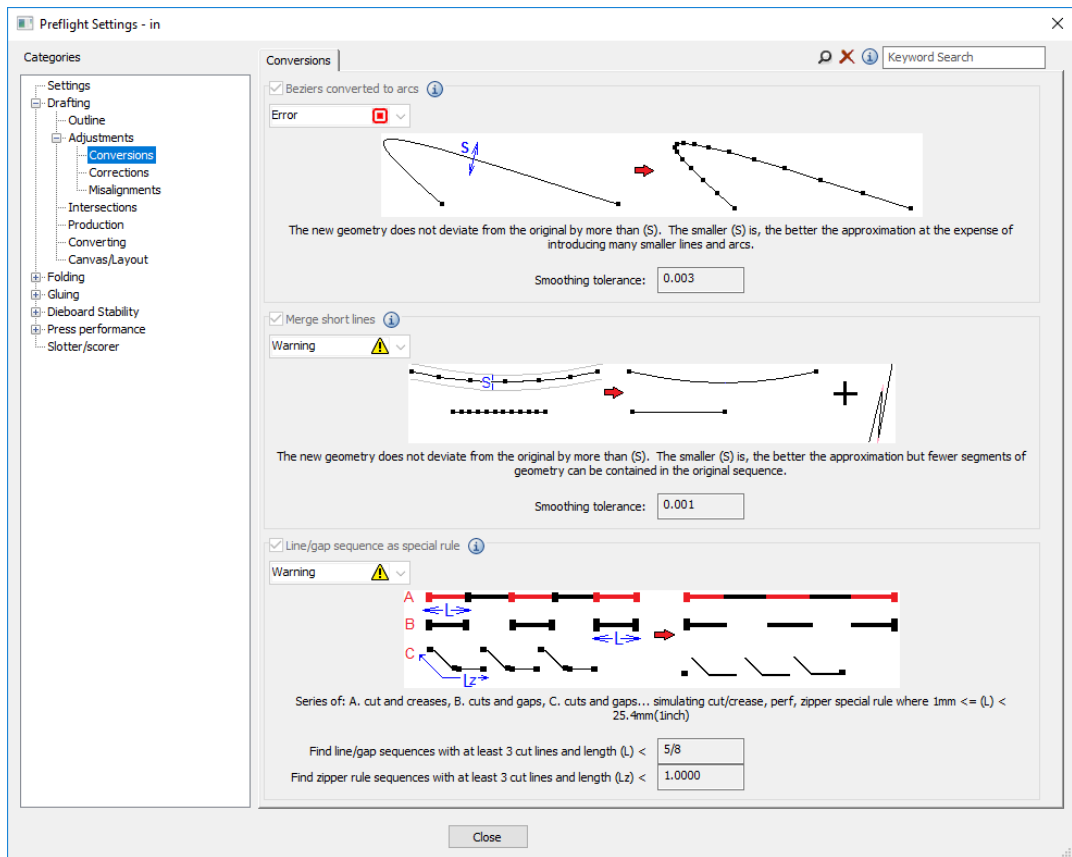 Preflight Settings - in
Categories
Settings
Drafting
Outline
Adjustments
Conversions
Corrections
Misalignments
Intersections
Production
Converting
Canvas/Layout
Folding
Gluing
Dieboard Stability
Press performance
Slotter/scorer
Conversions
Keyword Search
Beziers converted to arcs
Error
S
The new geometry does not deviate from the original by more than (S). The smaller (S) is, the better the approximation at the expense of
introducing many smaller lines and arcs.
Smoothing tolerance: 0.003
Merge short lines
Warning
S
The new geometry does not deviate from the original by more than (S). The smaller (S) is, the better the approximation but fewer segments of
geometry can be contained in the original sequence.
Smoothing tolerance: 0.001
Line/gap sequence as special rule
Warning
A
L
B
L
C
Lz
Series of: A. cut and creases, B. cuts and gaps, C. cuts and gaps... simulating cut/crease, perf, zipper special rule where 1mm <= (L) <
25.4mm(1inch)
Find line/gap sequences with at least 3 cut lines and length (L) < 5/8
Find zipper rule sequences with at least 3 cut lines and length (Lz) < 1.0000
Close